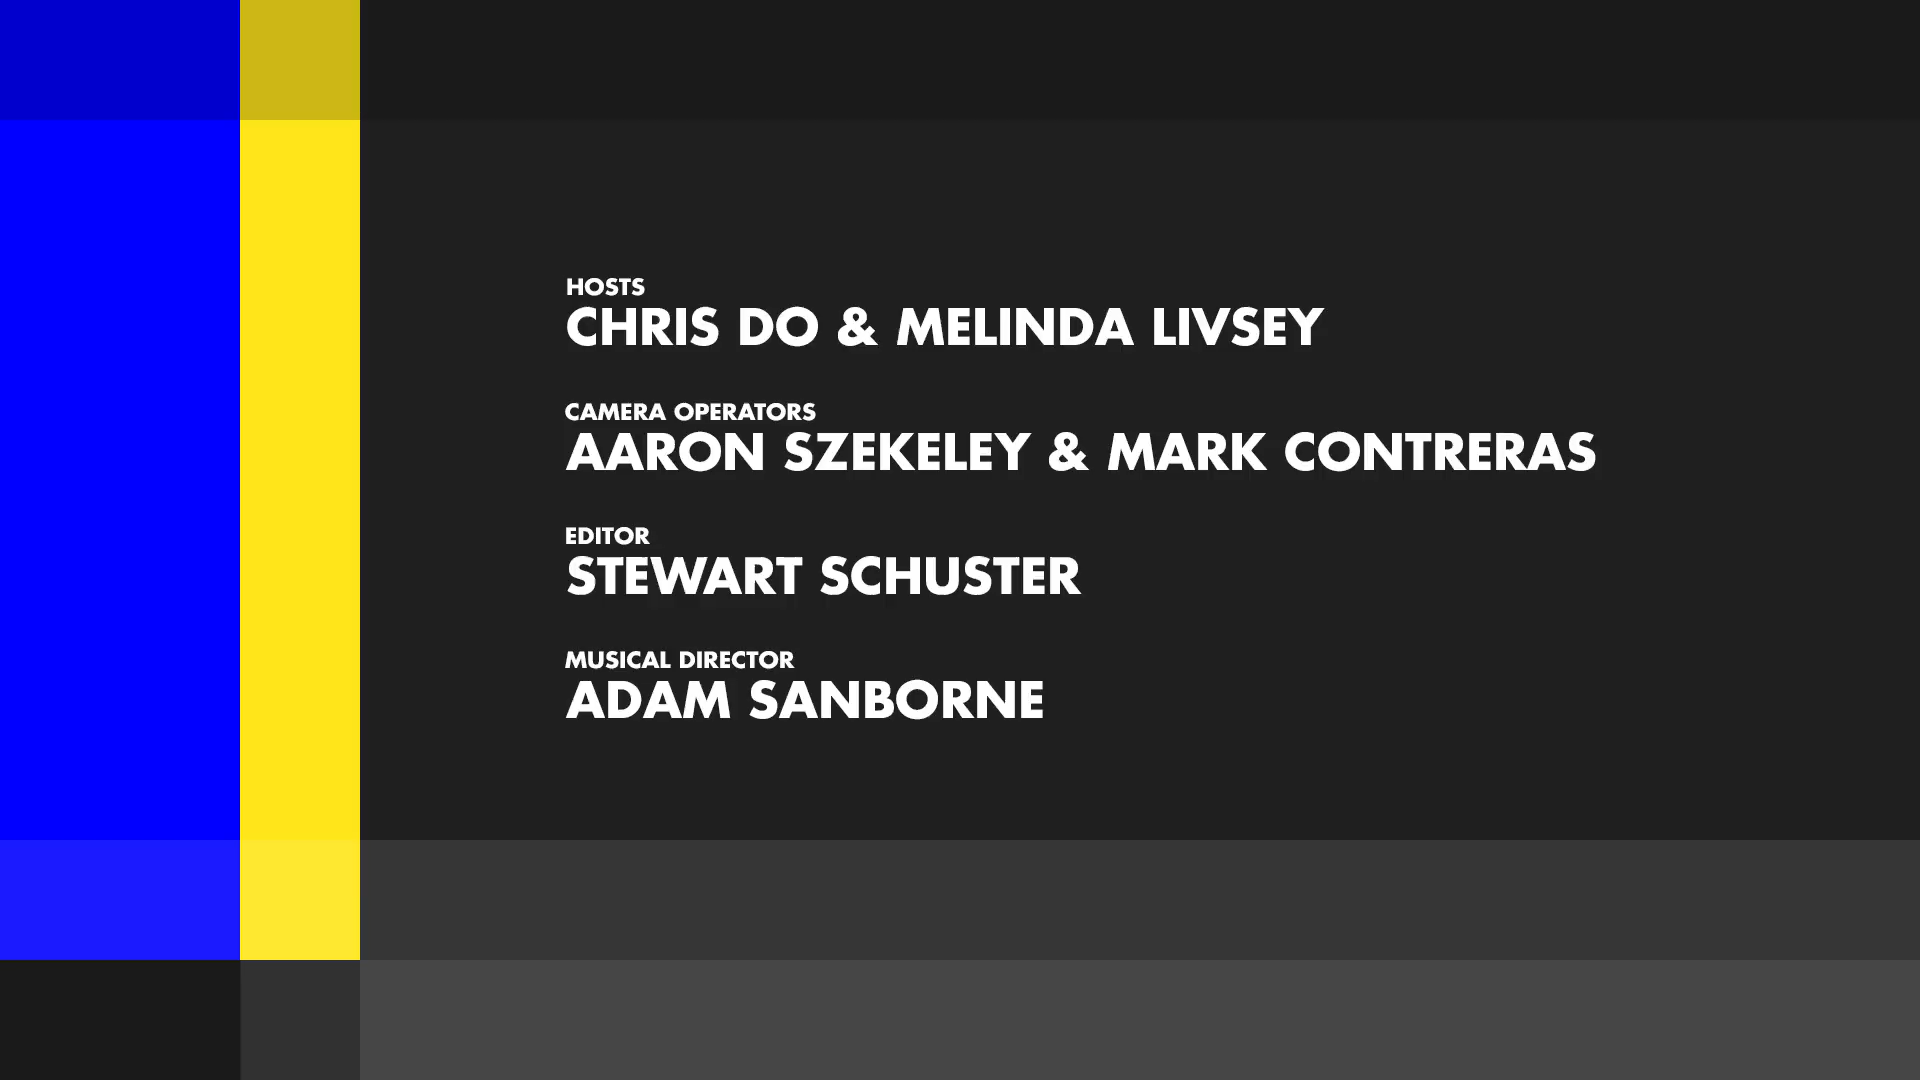 HOSTS
CHRIS DO & MELINDA LIVSEY
CAMERA OPERATORS
AARON SZEKELEY & MARK CONTRERAS
EDITOR
STEWART SCHUSTER
MUSICAL DIRECTOR
ADAM SANBORNE